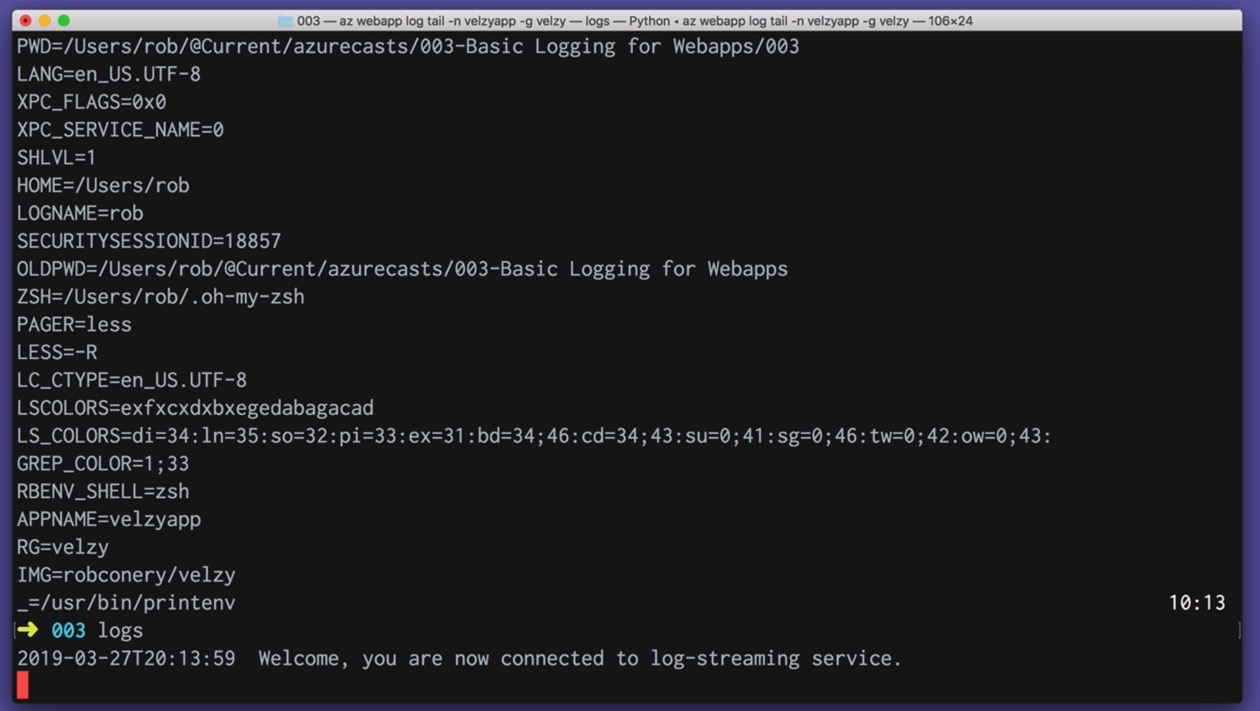 003 — az webapp log tail -n velzyapp -g velzy — logs — Python ◂ az webapp log tail -n velzyapp -g velzy — 106×24
PWD=/Users/rob/@Current/azurecasts/003-Basic Logging for Webapps/003
LANG=en_US.UTF-8
XPC_FLAGS=0x0
XPC_SERVICE_NAME=0
SHLVL=1
HOME=/Users/rob
LOGNAME=rob
SECURITYSESSIONID=18857
OLDPWD=/Users/rob/@Current/azurecasts/003-Basic Logging for Webapps
ZSH=/Users/rob/.oh-my-zsh
PAGER=less
LESS=-R
LC_CTYPE=en_US.UTF-8
LSCOLORS=exfxcxdxbxegedabagacad
LS_COLORS=di=34:ln=35:so=32:pi=33:ex=31:bd=34;46:cd=34;43:su=0;41:sg=0;46:tw=0;42:ow=0;43:
GREP_COLOR=1;33
RBENV_SHELL=zsh
APPNAME=velzyapp
RG=velzy
IMG=robconery/velzy
_=/usr/bin/printenv 10:13
➜ 003 logs
2019-03-27T20:13:59  Welcome, you are now connected to log-streaming service.